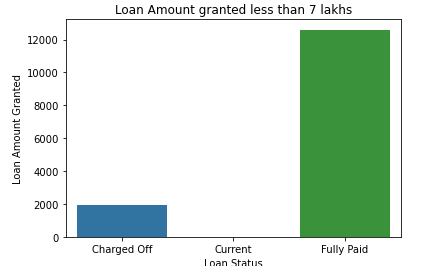 Loan Amount granted less than 7 lakhs
12000
10000
8000
6000
4000
2000
0
Loan Amount Granted
Charged Off Current Fully Paid
Loan Status